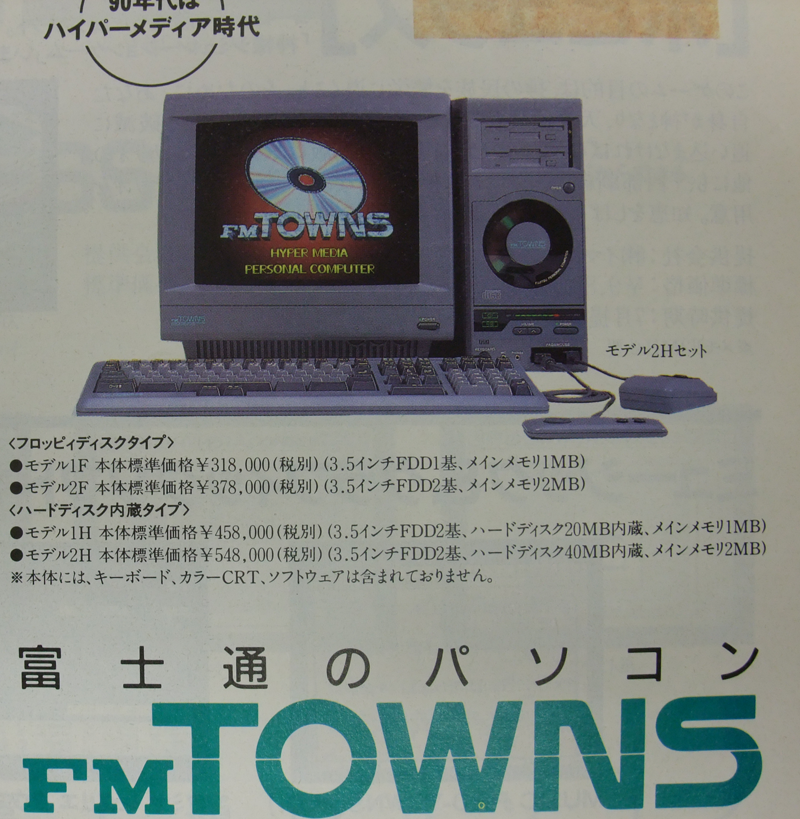 90年代は
ハイパーメディア時代
FM TOWNS
HYPER MEDIA
PERSONAL COMPUTER
TOWNS
モデル2Hセット
〈フロッピィディスクタイプ〉
●モデル1F 本体標準価格¥318,000(税別)(3.5インチFDD1基、メインメモリ1MB)
●モデル2F 本体標準価格¥378,000(税別)(3.5インチFDD2基、メインメモリ2MB)
〈ハードディスク内蔵タイプ〉
●モデル1H 本体標準価格¥458,000(税別)(3.5インチFDD2基、ハードディスク20MB内蔵、メインメモリ1MB)
●モデル2H 本体標準価格¥548,000(税別)(3.5インチFDD2基、ハードディスク40MB内蔵、メインメモリ2MB)
※本体には、キーボード、カラーCRT、ソフトウェアは含まれておりません。
富士通のパソコン
FM TOWNS